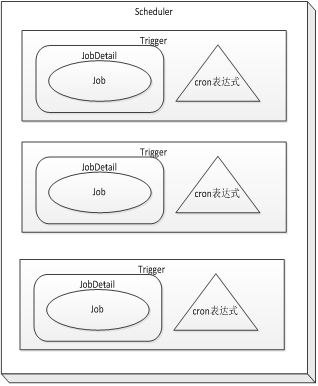 Scheduler
Trigger
JobDetail
Job
cron表达式
Trigger
JobDetail
Job
cron表达式
Trigger
JobDetail
Job
cron表达式